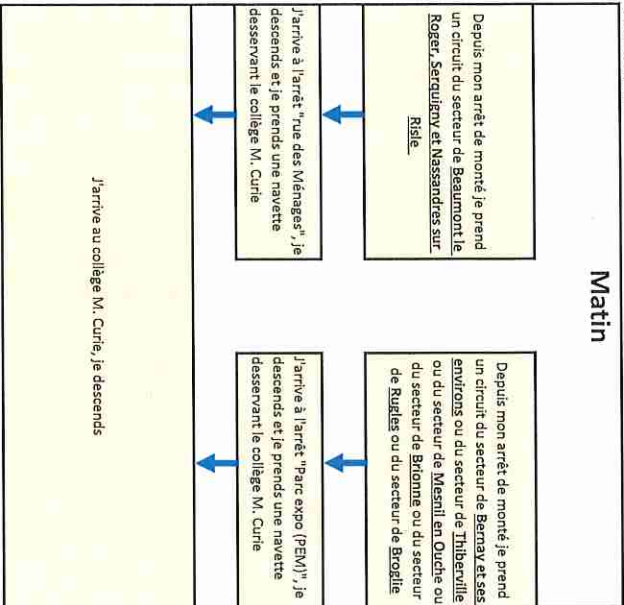 Matin
Depuis mon arrêt de monté je prend
un circuit du secteur de Beaumont le
Roger, Serquigny et Nassandres sur
Risle
J'arrive à l'arrêt "rue des Ménages", je
descends et je prends une navette
desservant le collège M. Curie
Depuis mon arrêt de monté je prend
un circuit du secteur de Bernay et ses
environs ou du secteur de Thiberville
ou du secteur de Mesnil en Ouche ou
du secteur de Brionne ou du secteur
de Rugles ou du secteur de Broglie
J'arrive à l'arrêt "Parc expo (PEM)", je
descends et je prends une navette
desservant le collège M. Curie
J'arrive au collège M. Curie, je descends